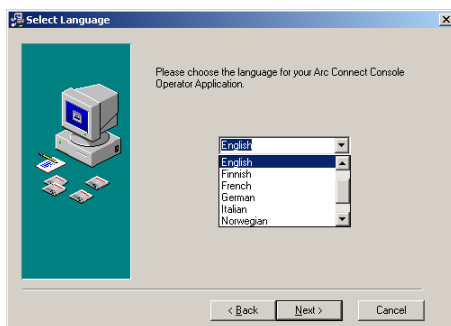 Select Language
Please choose the language for your Arc Connect Console
Operator Application.
English
English
Finnish
French
German
Italian
Norwegian
< Back
Next >
Cancel